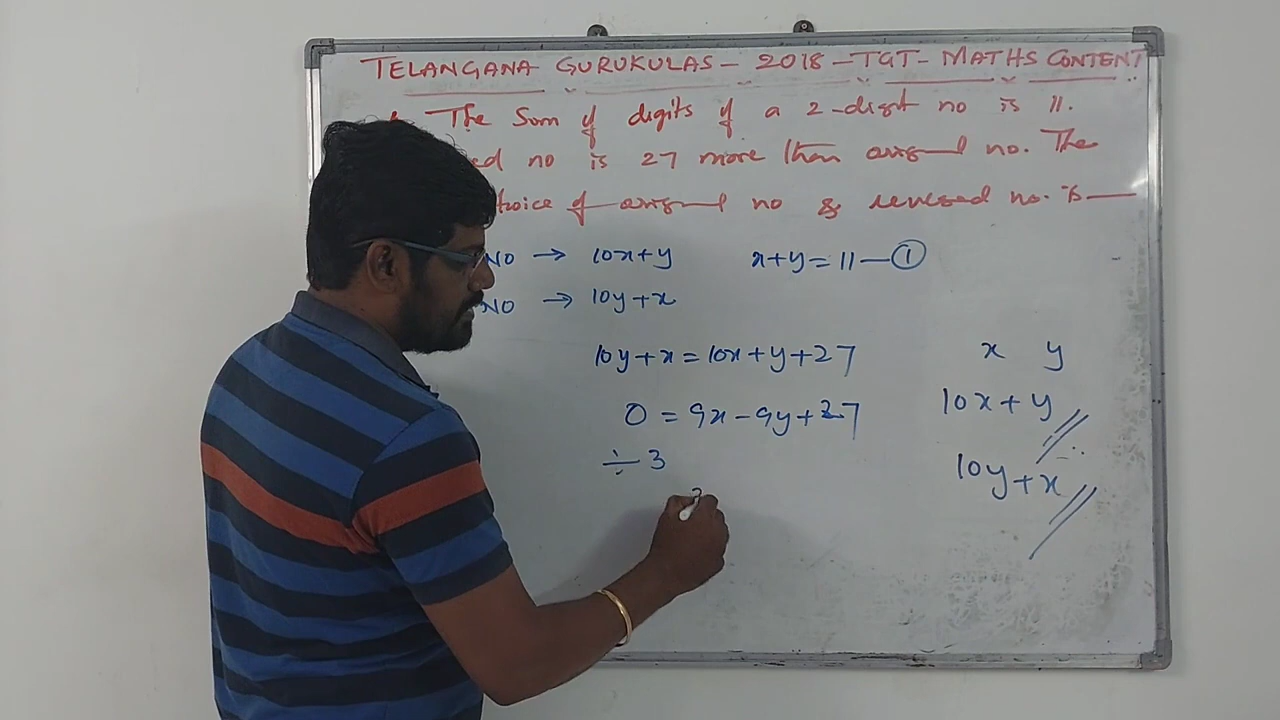 TELANGANA GURUKULAS - 2018 - TGT - MATHS CONTENT
The Sum of digits of a 2-digit no is 11.
ed no is 27 more than original no. The
twice of original no & reversed no. is —
NO → 10x+y x+y = 11 — ①
NO → 10y+x
10y+x = 10x+y+27 x y
0 = 9x-9y+27 10x+y
÷ 3 10y+x